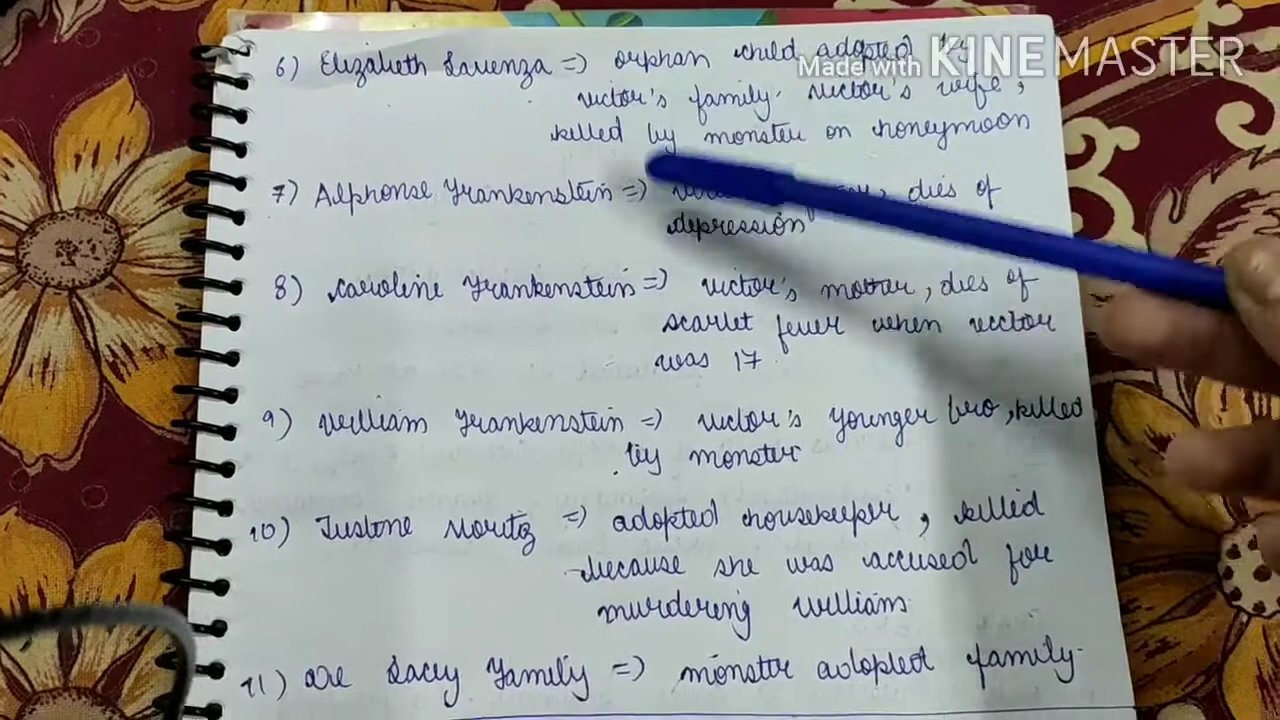 6) Elizabeth Lavenza => orphan child adopted by
Made with KINEMASTER
victor's family. victor's wife,
killed by monster on honeymoon
7) Alphonse Frankenstein => dies of
depression
8) Caroline Frankenstein => victor's mother, dies of
scarlet fever when victor
was 17.
9) William Frankenstein => victor's younger bro, killed
by monster
10) Justine Moritz => adopted housekeeper, killed
because she was accused for
murdering william
11) De Lacey Family => monster adopted family.